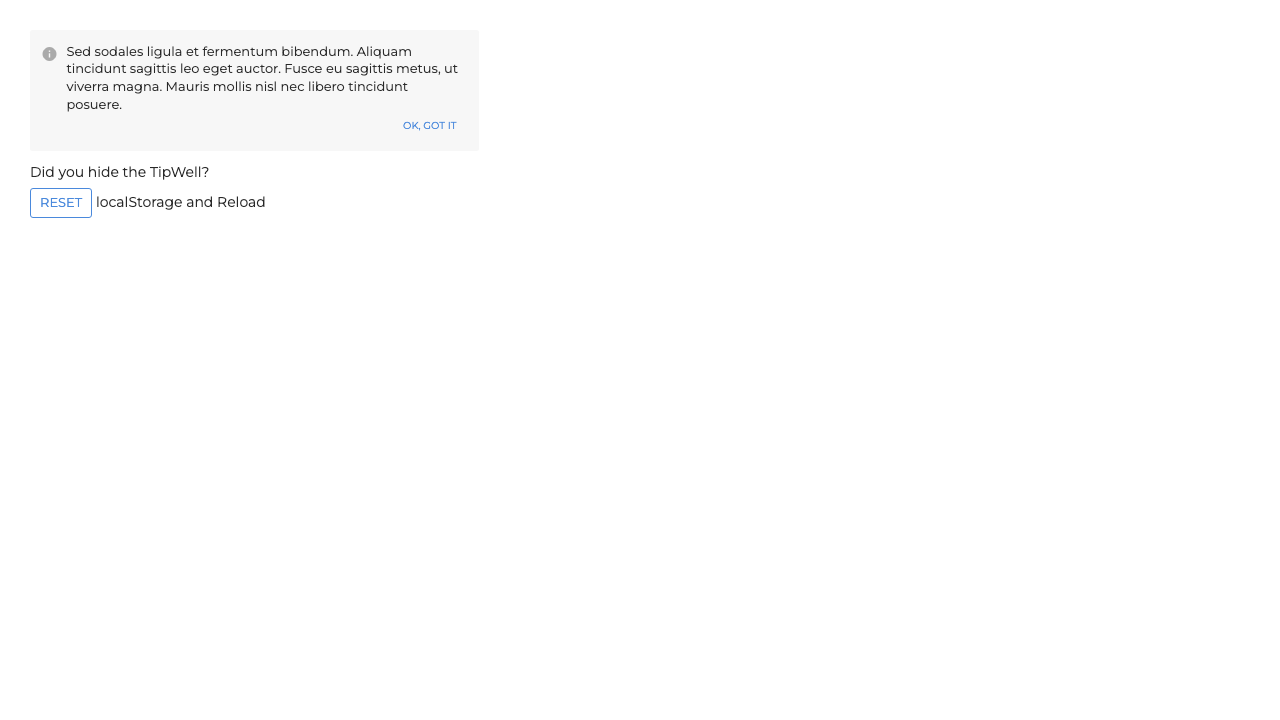 Sed sodales ligula et fermentum bibendum. Aliquam
tincidunt sagittis leo eget auctor. Fusce eu sagittis metus, ut
viverra magna. Mauris mollis nisl nec libero tincidunt
posuere.
OK, GOT IT
Did you hide the TipWell?
RESET localStorage and Reload